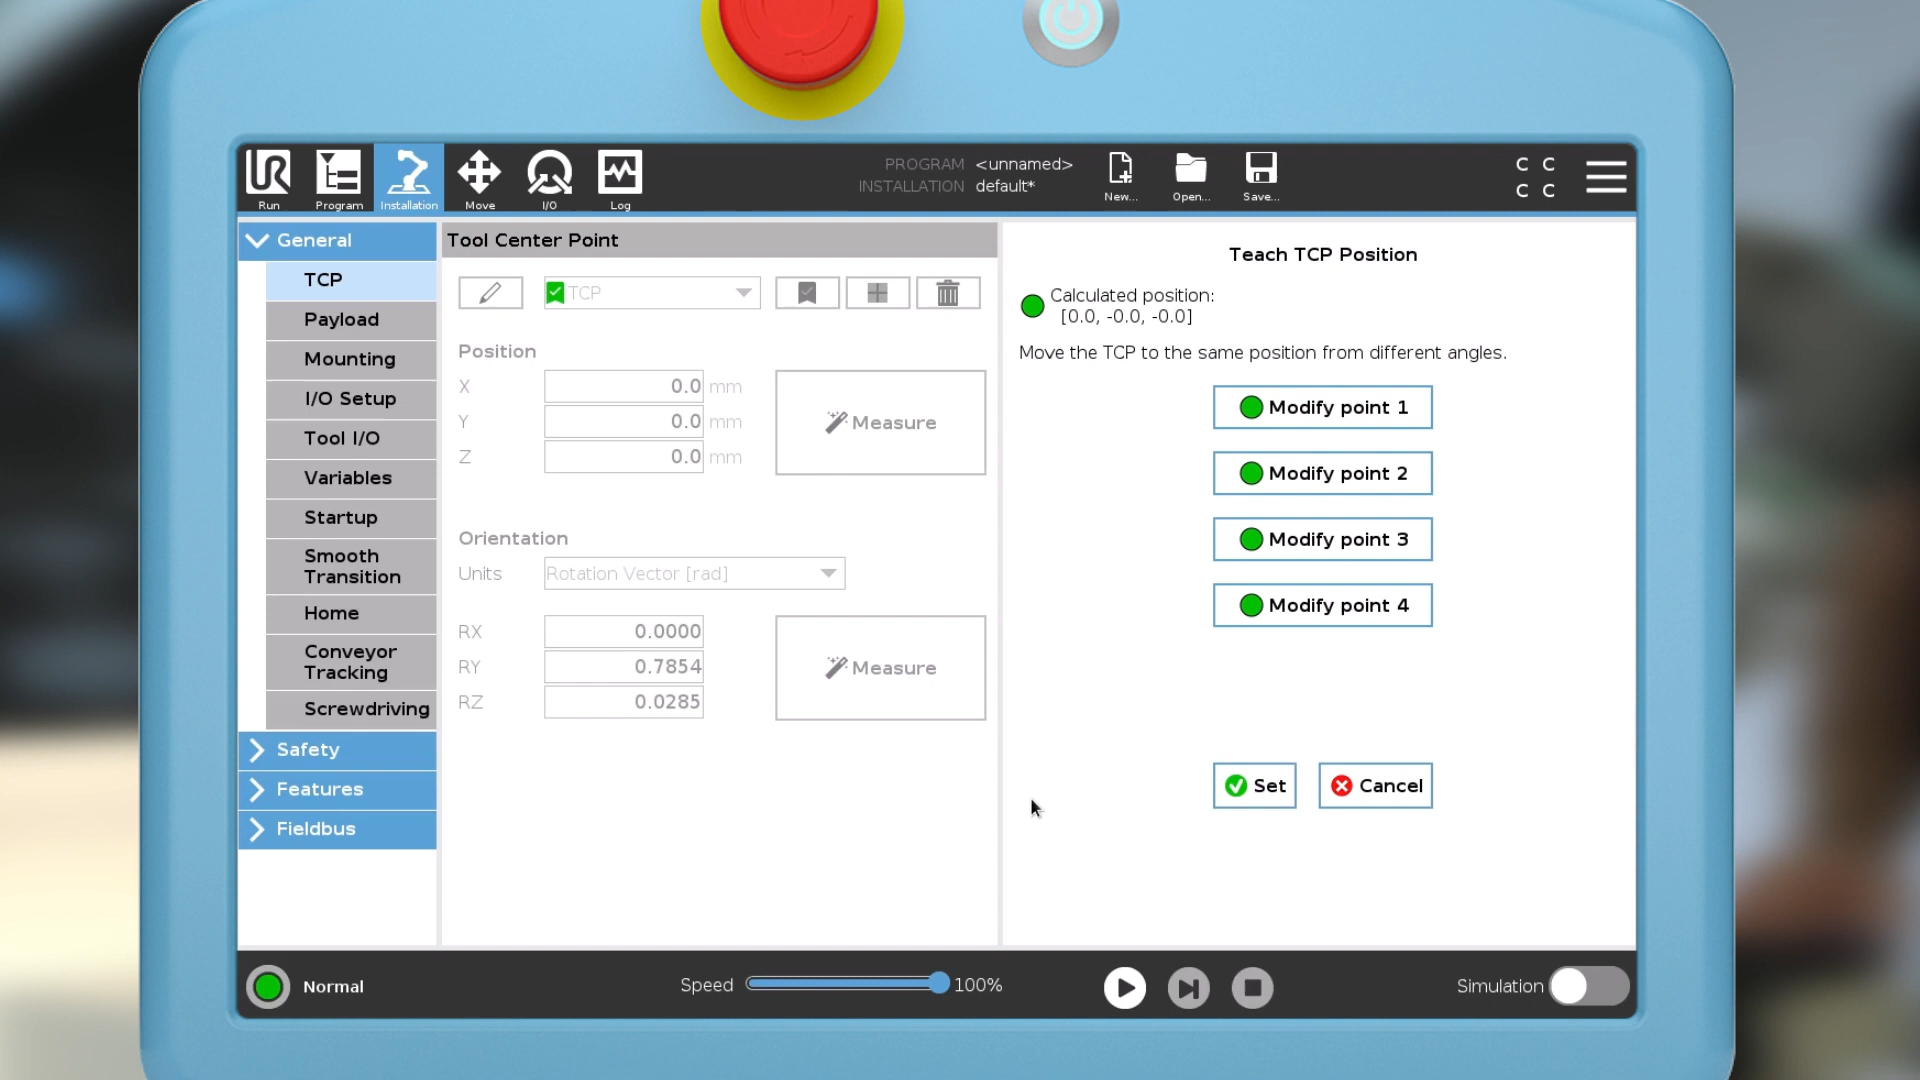 UR
Run
Program
Installation
Move
I/O
Log
PROGRAM <unnamed>
INSTALLATION default*
New...
Open...
Save...
C C
C C
General
TCP
Payload
Mounting
I/O Setup
Tool I/O
Variables
Startup
Smooth
Transition
Home
Conveyor
Tracking
Screwdriving
Safety
Features
Fieldbus
Tool Center Point
TCP
Position
X 0.0 mm
Y 0.0 mm
Z 0.0 mm
Measure
Orientation
Units Rotation Vector [rad]
RX 0.0000
RY 0.7854
RZ 0.0285
Measure
Teach TCP Position
Calculated position:
[0.0, -0.0, -0.0]
Move the TCP to the same position from different angles.
Modify point 1
Modify point 2
Modify point 3
Modify point 4
Set
Cancel
Normal
Speed 100%
Simulation